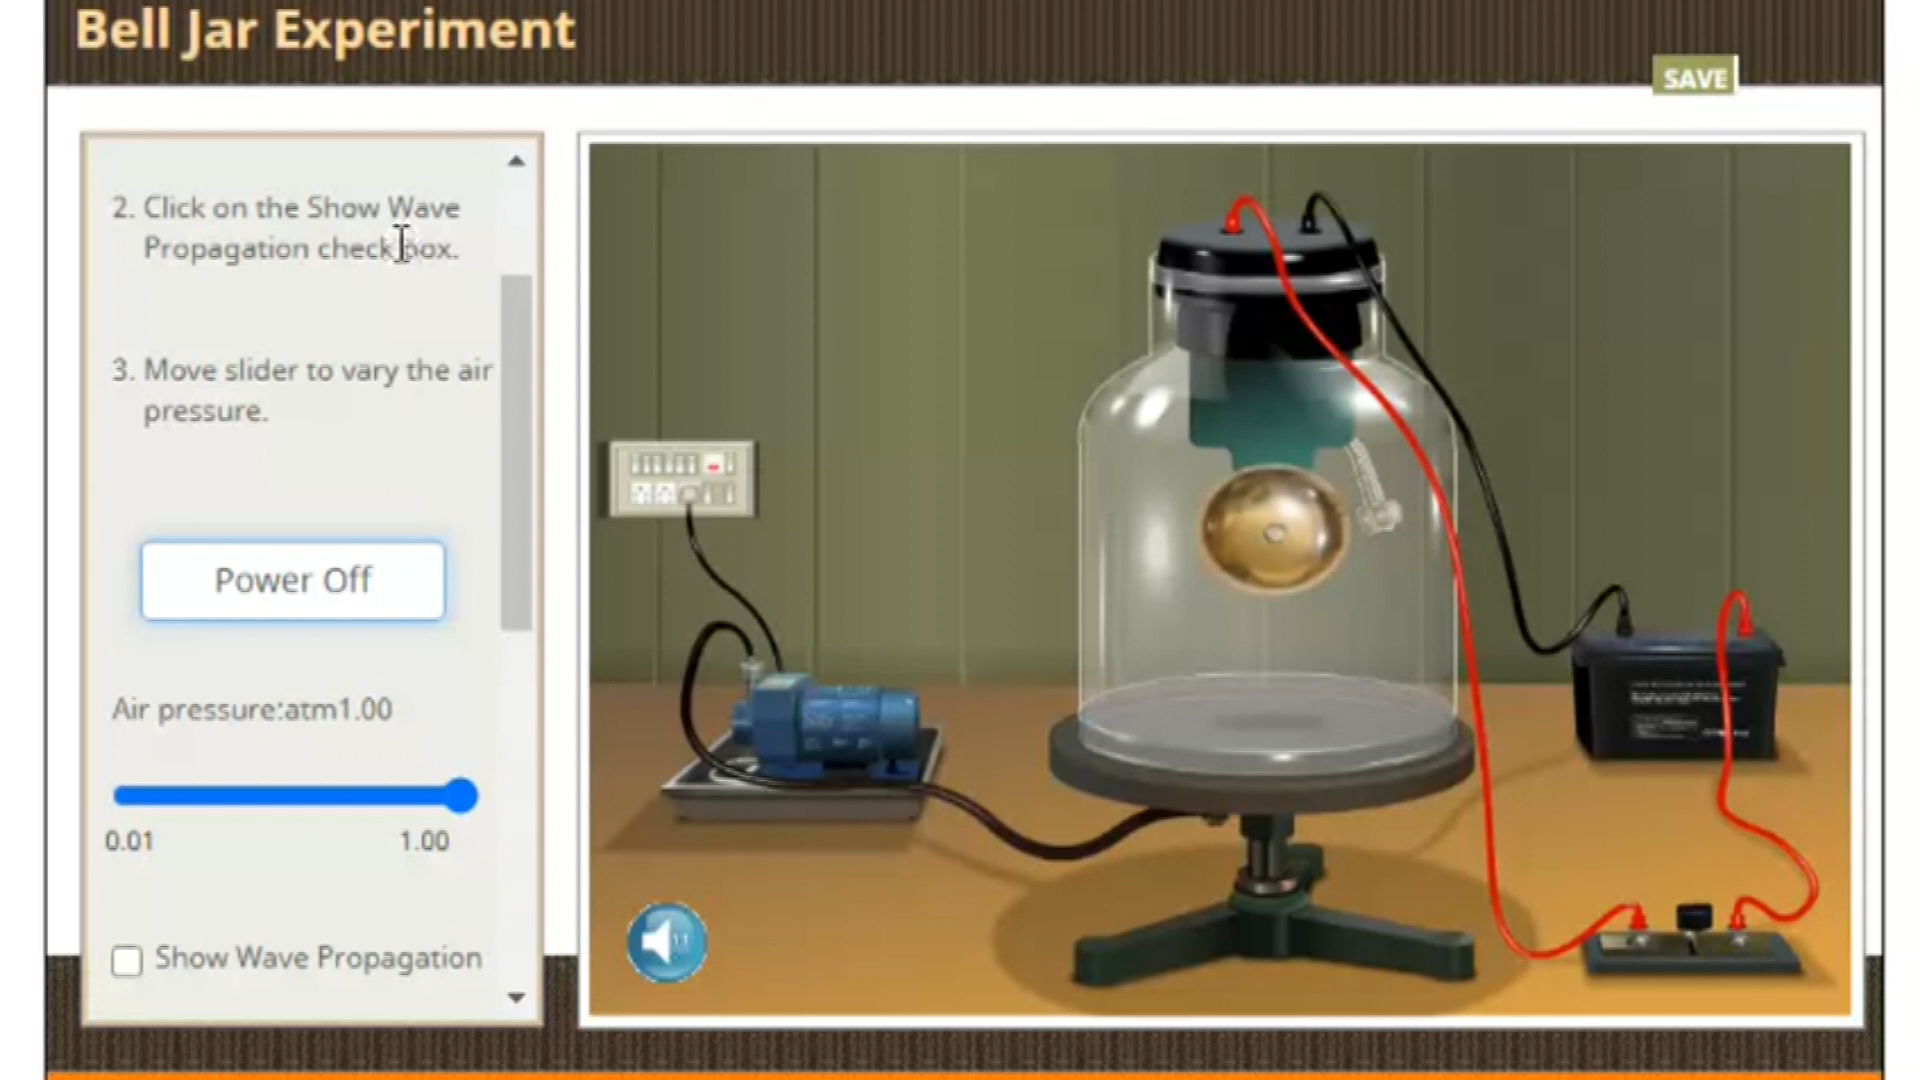 Bell Jar Experiment
SAVE
2. Click on the Show Wave
Propagation check box.
3. Move slider to vary the air
pressure.
Power Off
Air pressure:atm1.00
0.01 1.00
Show Wave Propagation